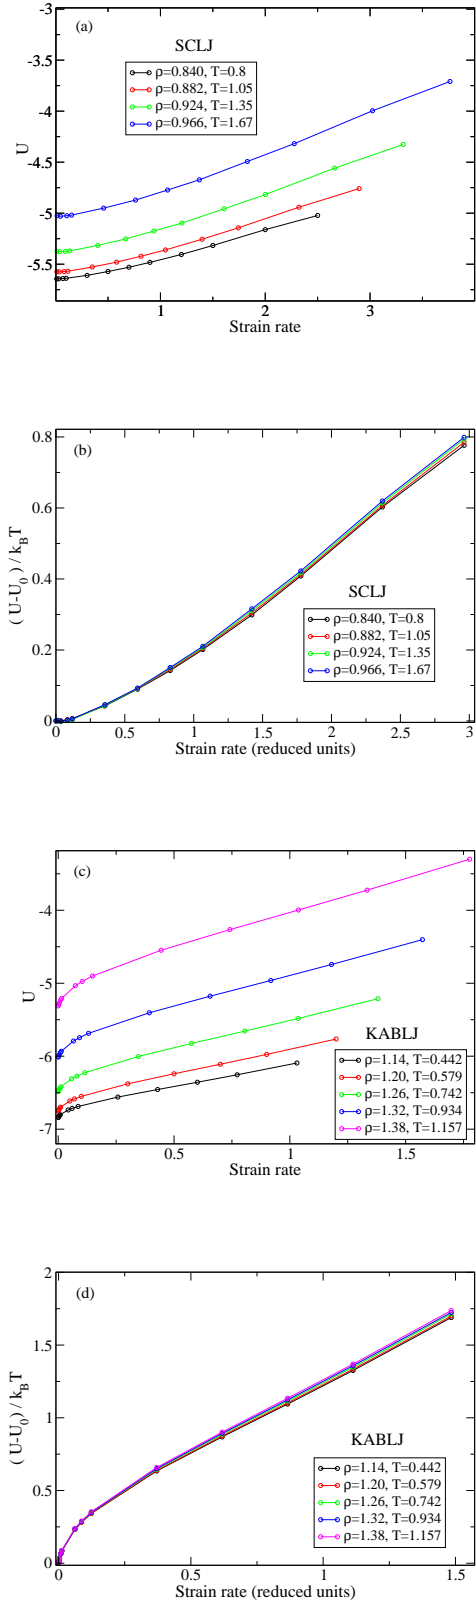 (a)
SCLJ
ρ=0.840, T=0.8
ρ=0.882, T=1.05
ρ=0.924, T=1.35
ρ=0.966, T=1.67
-3
-3.5
-4
-4.5
-5
-5.5
U
1
2
3
Strain rate
(b)
0.8
0.6
0.4
0.2
0
(U-U0) / kBT
SCLJ
ρ=0.840, T=0.8
ρ=0.882, T=1.05
ρ=0.924, T=1.35
ρ=0.966, T=1.67
0
0.5
1
1.5
2
2.5
3
Strain rate (reduced units)
(c)
-4
-5
-6
-7
U
KABLJ
ρ=1.14, T=0.442
ρ=1.20, T=0.579
ρ=1.26, T=0.742
ρ=1.32, T=0.934
ρ=1.38, T=1.157
0
0.5
1
1.5
Strain rate
(d)
2
1.5
1
0.5
0
(U-U0) / kBT
KABLJ
ρ=1.14, T=0.442
ρ=1.20, T=0.579
ρ=1.26, T=0.742
ρ=1.32, T=0.934
ρ=1.38, T=1.157
0
0.5
1
1.5
Strain rate (reduced units)